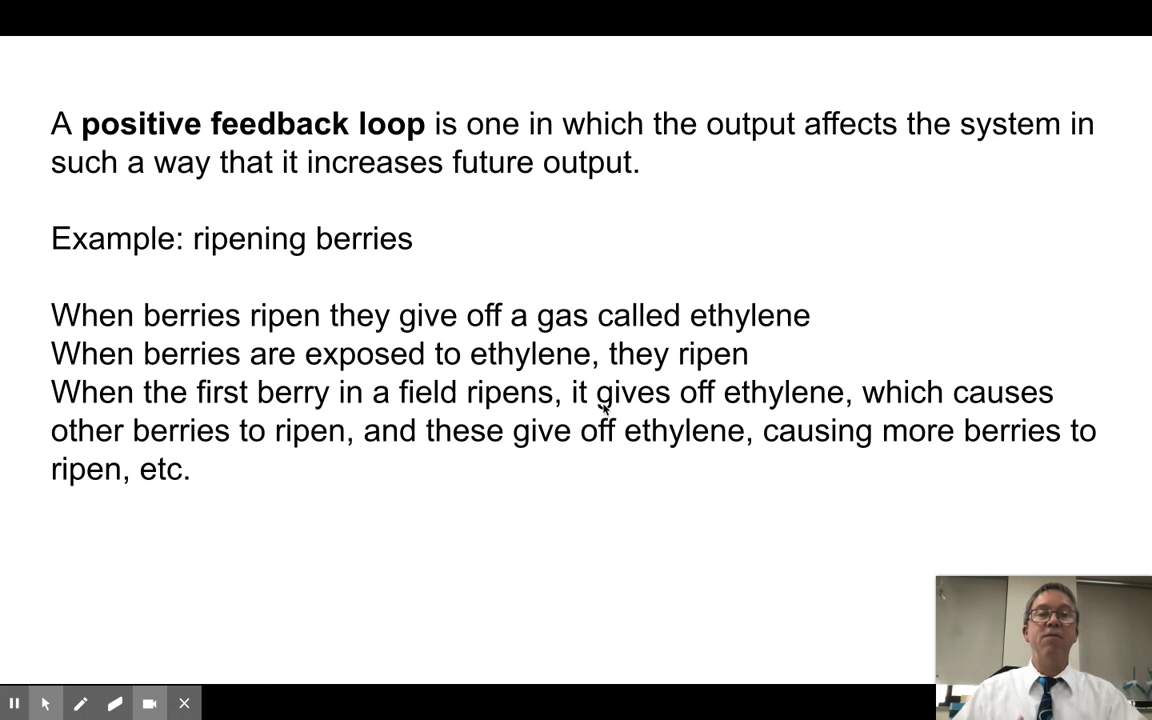 A positive feedback loop is one in which the output affects the system in
such a way that it increases future output.
Example: ripening berries
When berries ripen they give off a gas called ethylene
When berries are exposed to ethylene, they ripen
When the first berry in a field ripens, it gives off ethylene, which causes
other berries to ripen, and these give off ethylene, causing more berries to
ripen, etc.